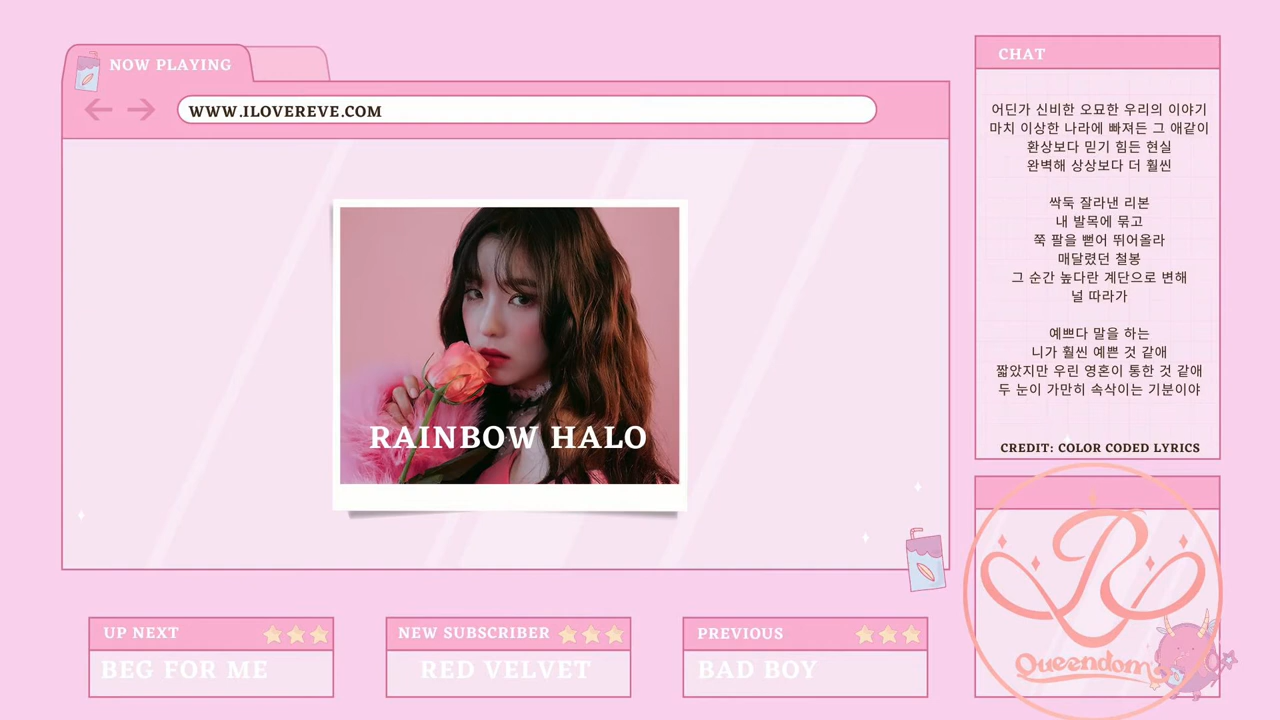 NOW PLAYING
WWW.ILOVEREVE.COM
RAINBOW HALO
CHAT
어딘가 신비한 오묘한 우리의 이야기
마치 이상한 나라에 빠져든 그 애같이
환상보다 믿기 힘든 현실
완벽해 상상보다 더 훨씬
싹둑 잘라낸 리본
내 발목에 묶고
쭉 팔을 뻗어 뛰어올라
매달렸던 철봉
그 순간 높다란 계단으로 변해
널 따라가
예쁘다 말을 하는
니가 훨씬 예쁜 것 같애
짧았지만 우린 영혼이 통한 것 같애
두 눈이 가만히 속삭이는 기분이야
CREDIT: COLOR CODED LYRICS
R
Queendom
UP NEXT
BEG FOR ME
NEW SUBSCRIBER
RED VELVET
PREVIOUS
BAD BOY